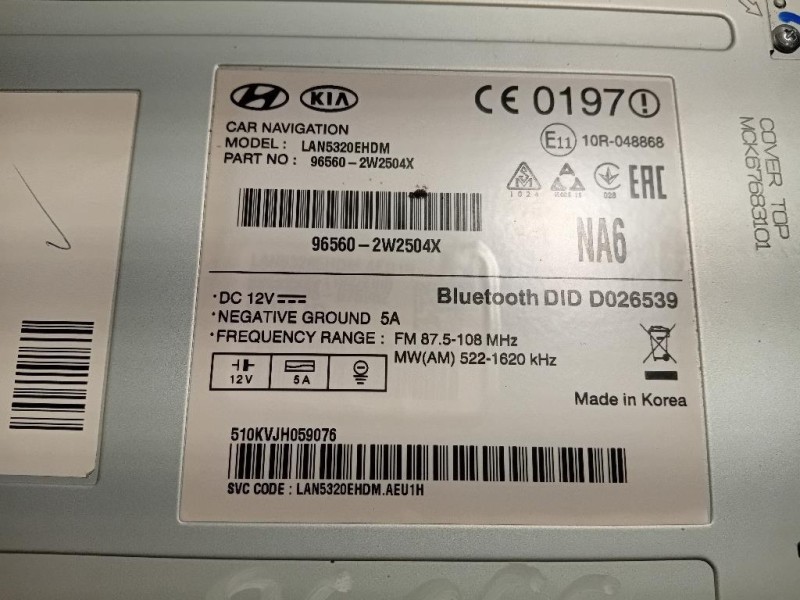 KIA
CE 0197
CAR NAVIGATION
MODEL : LAN5320EHDM
PART NO : 96560-2W2504X
E11 10R-048868
EAC
96560-2W2504X
NA6
Bluetooth DID D026539
·DC 12V
·NEGATIVE GROUND 5A
·FREQUENCY RANGE : FM 87.5-108 MHz
MW(AM) 522-1620 kHz
12V 5A
Made in Korea
510KVJH059076
SVC CODE : LAN5320EHDM.AEU1H
COVER TOP
MCK67683101